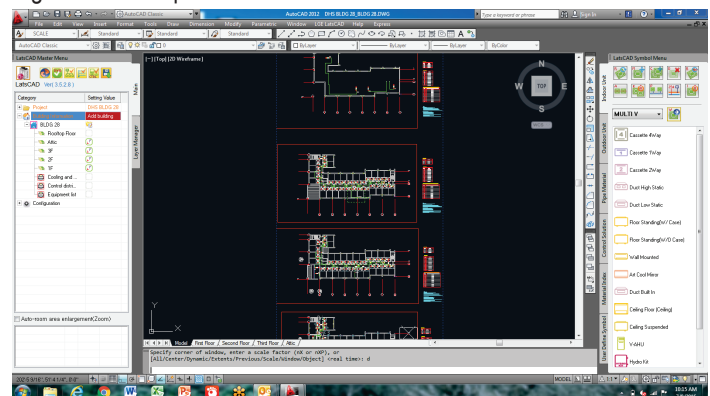 AutoCAD Classic
AutoCAD 2012 DHS BLDG 2B_BLDG 2B.DWG
Type a keyword or phrase
Sign In
File Edit View Insert Format Tools Draw Dimension Modify Parametric Window LGE LatsCAD Help Express
SCALE
Standard
Standard
Standard
AutoCAD Classic
0
ByLayer
ByLayer
ByLayer
ByColor
LatsCAD Master Menu
LatsCAD Ver( 3.5.2.8 )
Category Setting Value
Project DHS BLDG 2B
Add building
BLDG 2B
Rooftop Floor
Attic
3F
2F
1F
Cooling and ..
Control distri..
Equipment list
Configuration
Auto-room area enlargement(Zoom)
Main
Layer Manager
[-][Top][2D Wireframe]
N
W TOP E
S
WCS
Y
X
Model First Floor Second Floor Third Floor Attic
Specify corner of window, enter a scale factor (nX or nXP), or
[All/Center/Dynamic/Extents/Previous/Scale/Window/Object] <real time>: d
LatsCAD Symbol Menu
MULTI V
Indoor Unit
Outdoor Unit
Pipe Material
Control Solution
Material Index
User Define Symbol
Cassette 4Way
Cassette 1Way
Cassette 2Way
Duct High Static
Duct Low Static
Floor Standing(W/ Case)
Floor Standing(W/O Case)
Wall Mounted
Art Cool Mirror
Duct Built In
Ceiling Floor (Ceiling)
Ceiling Suspended
V-AHU
Hydro Kit
MODEL
10:15 AM